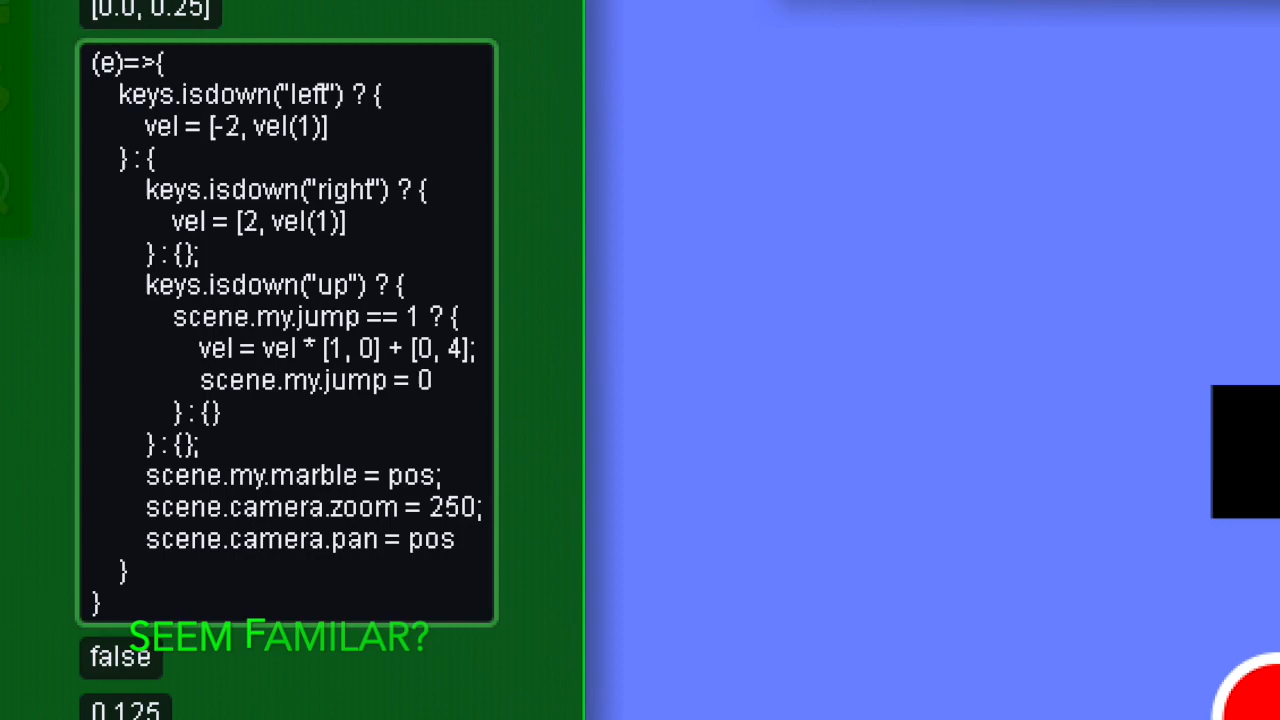 [0.0, 0.25]
(e)=>{
keys.isdown("left") ? {
vel = [-2, vel(1)]
} : {
keys.isdown("right") ? {
vel = [2, vel(1)]
} : {};
keys.isdown("up") ? {
scene.my.jump == 1 ? {
vel = vel * [1, 0] + [0, 4];
scene.my.jump = 0
} : {}
} : {};
scene.my.marble = pos;
scene.camera.zoom = 250;
scene.camera.pan = pos
}
}
SEEM FAMILAR?
false
0.125